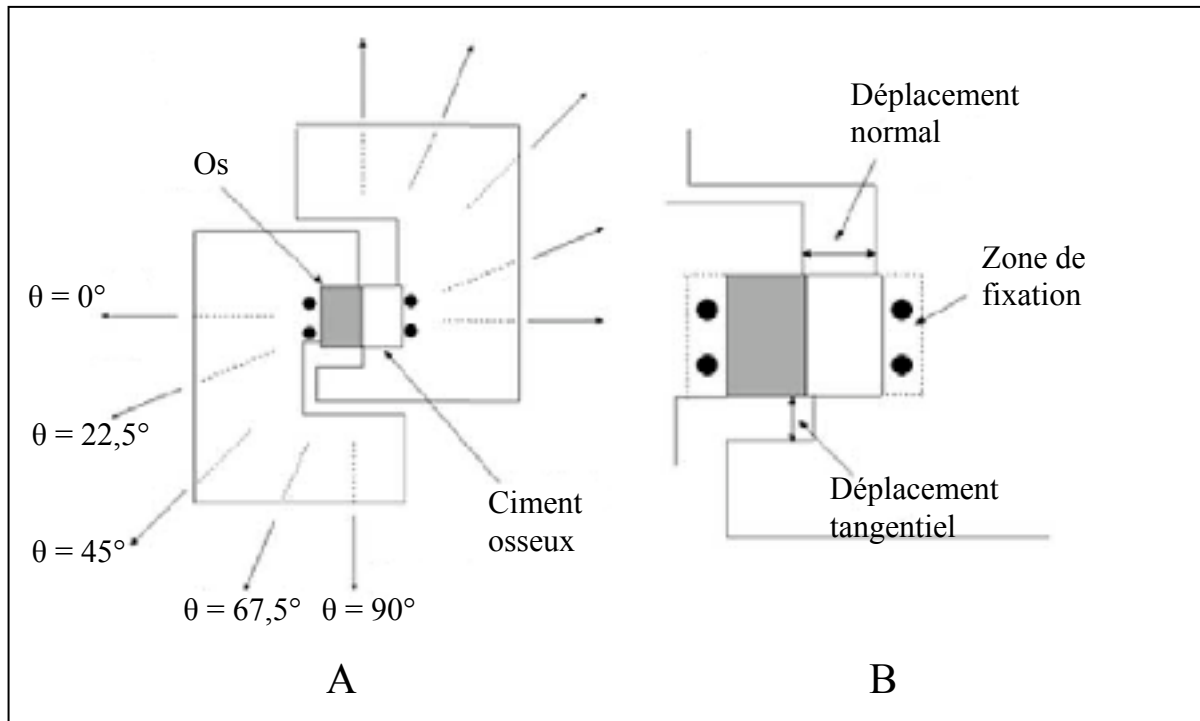 Os
θ = 0°
θ = 22,5°
θ = 45°
θ = 67,5°
θ = 90°
Ciment
osseux
A
Déplacement
normal
Zone de
fixation
Déplacement
tangentiel
B